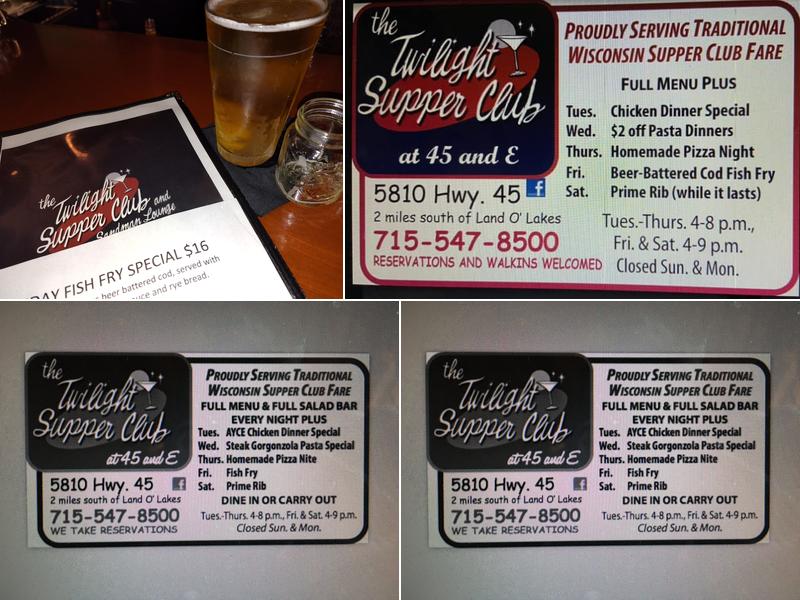 the
Twilight
Supper Club and
Sandman Lounge
DAY FISH FRY SPECIAL $16
beer battered cod, served with
sauce and rye bread.
the
Twilight
Supper Club
at 45 and E
PROUDLY SERVING TRADITIONAL
WISCONSIN SUPPER CLUB FARE
FULL MENU PLUS
Tues. Chicken Dinner Special
Wed. $2 off Pasta Dinners
Thurs. Homemade Pizza Night
Fri. Beer-Battered Cod Fish Fry
Sat. Prime Rib (while it lasts)
5810 Hwy. 45 f
2 miles south of Land O' Lakes
715-547-8500
RESERVATIONS AND WALKINS WELCOMED
Tues.-Thurs. 4-8 p.m.,
Fri. & Sat. 4-9 p.m.
Closed Sun. & Mon.
the
Twilight
Supper Club
at 45 and E
PROUDLY SERVING TRADITIONAL
WISCONSIN SUPPER CLUB FARE
FULL MENU & FULL SALAD BAR
EVERY NIGHT PLUS
Tues. AYCE Chicken Dinner Special
Wed. Steak Gorgonzola Pasta Special
Thurs. Homemade Pizza Nite
Fri. Fish Fry
Sat. Prime Rib
DINE IN OR CARRY OUT
Tues.-Thurs. 4-8 p.m., Fri. & Sat. 4-9 p.m.
Closed Sun. & Mon.
5810 Hwy. 45 f
2 miles south of Land O' Lakes
715-547-8500
WE TAKE RESERVATIONS
the
Twilight
Supper Club
at 45 and E
PROUDLY SERVING TRADITIONAL
WISCONSIN SUPPER CLUB FARE
FULL MENU & FULL SALAD BAR
EVERY NIGHT PLUS
Tues. AYCE Chicken Dinner Special
Wed. Steak Gorgonzola Pasta Special
Thurs. Homemade Pizza Nite
Fri. Fish Fry
Sat. Prime Rib
DINE IN OR CARRY OUT
Tues.-Thurs. 4-8 p.m., Fri. & Sat. 4-9 p.m.
Closed Sun. & Mon.
5810 Hwy. 45 f
2 miles south of Land O' Lakes
715-547-8500
WE TAKE RESERVATIONS